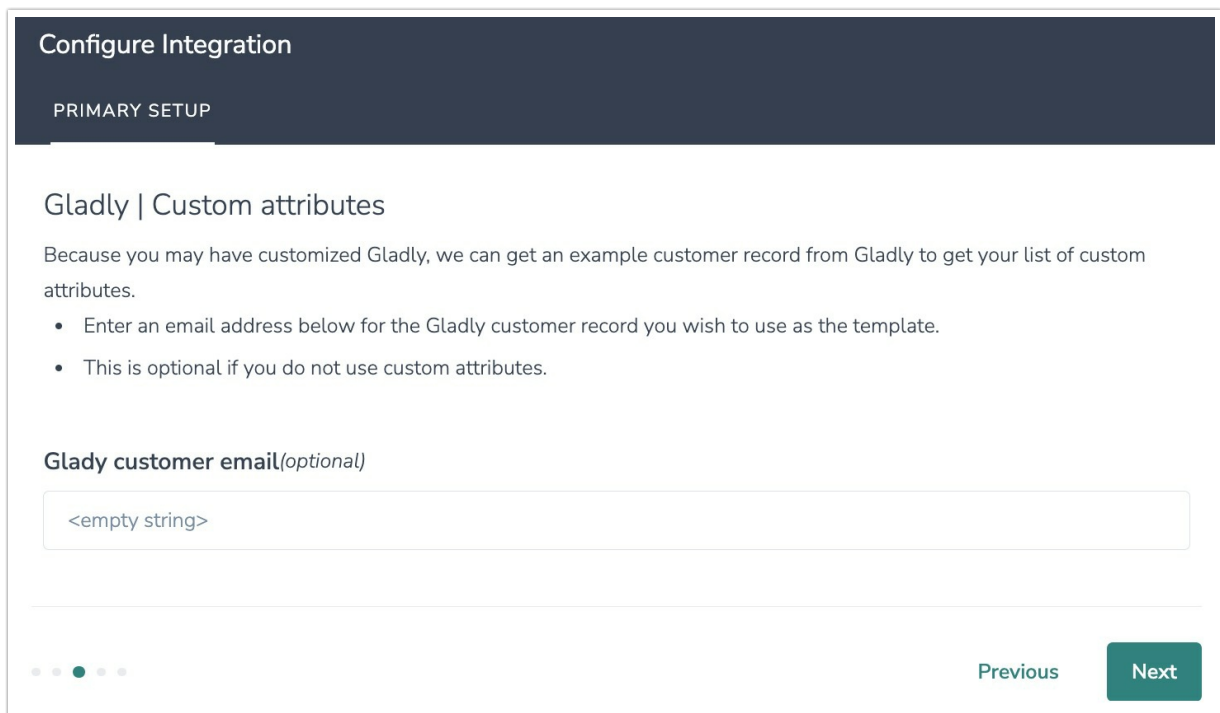 Configure Integration
PRIMARY SETUP
Gladly | Custom attributes
Because you may have customized Gladly, we can get an example customer record from Gladly to get your list of custom
attributes.
• Enter an email address below for the Gladly customer record you wish to use as the template.
• This is optional if you do not use custom attributes.
Glady customer email(optional)
<empty string>
Previous
Next